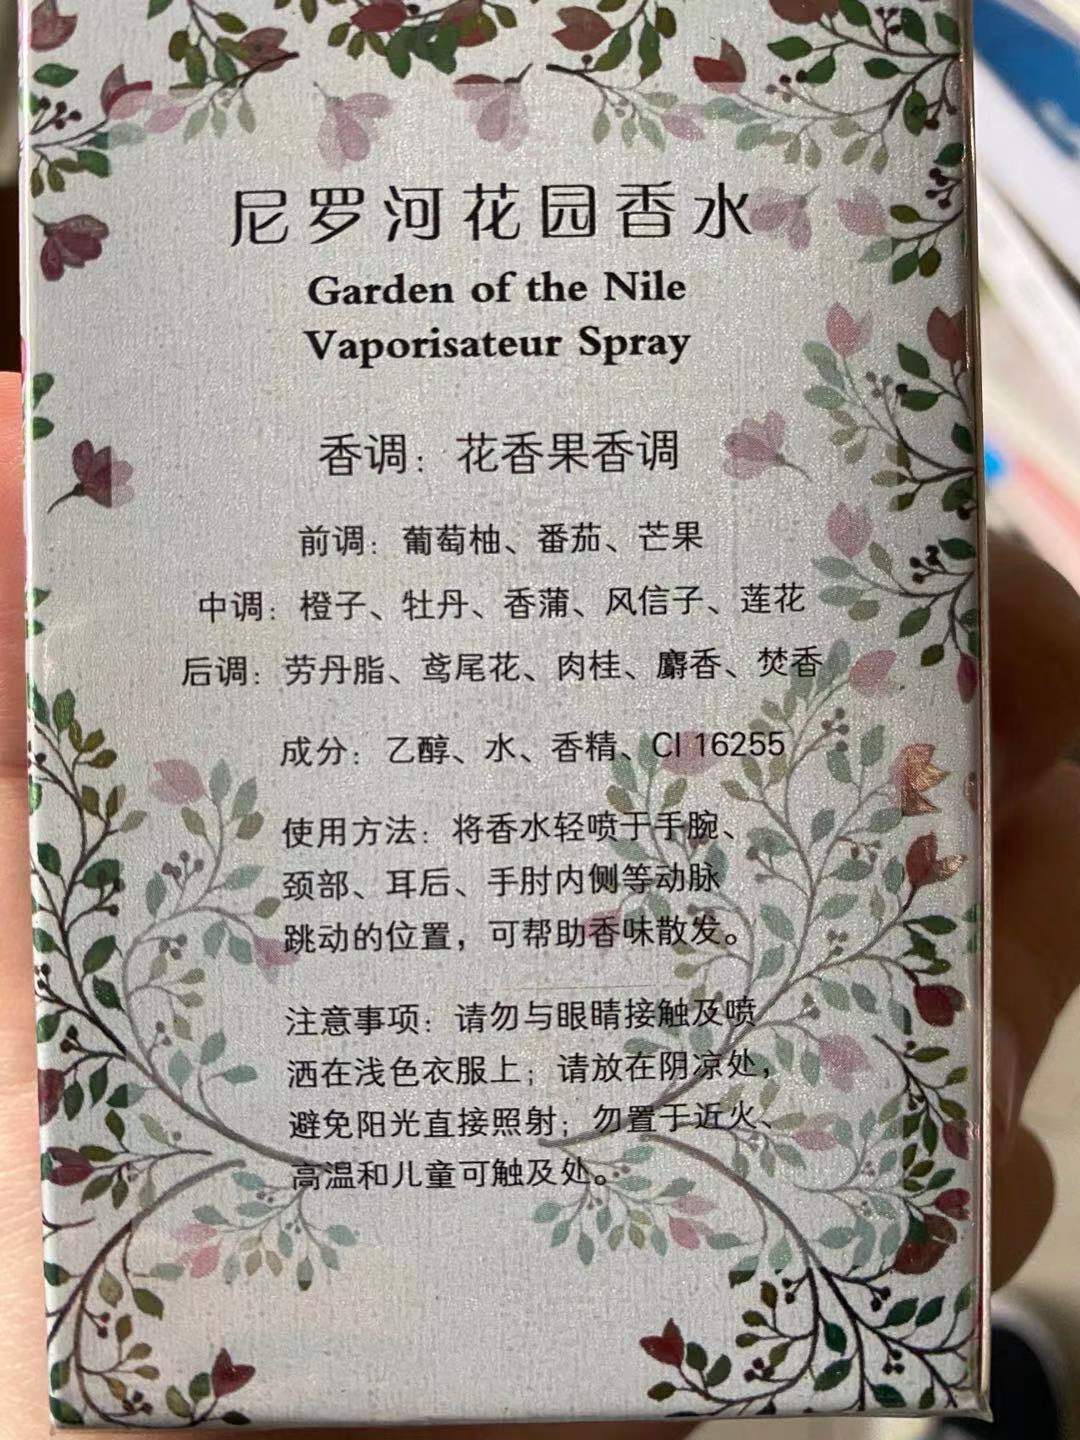 尼罗河花园香水
Garden of the Nile
Vaporisateur Spray
香调：花香果香调
前调：葡萄柚、番茄、芒果
中调：橙子、牡丹、香蒲、风信子、莲花
后调：劳丹脂、鸢尾花、肉桂、麝香、焚香
成分：乙醇、水、香精、CI 16255
使用方法：将香水轻喷于手腕、
颈部、耳后、手肘内侧等动脉
跳动的位置，可帮助香味散发。
注意事项：请勿与眼睛接触及喷
洒在浅色衣服上；请放在阴凉处，
避免阳光直接照射；勿置于近火、
高温和儿童可触及处。